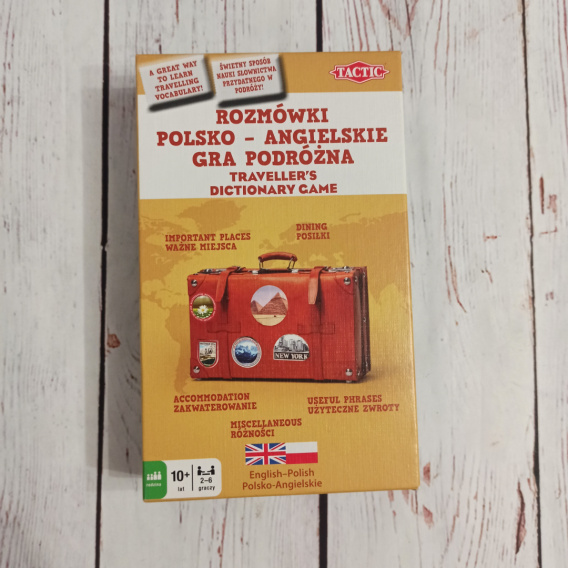 A GREAT WAY
TO LEARN
TRAVELLING
VOCABULARY!
ŚWIETNY SPOSÓB
NAUKI SŁOWNICTWA
PRZYDATNEGO W
PODRÓŻY!
TACTIC
ROZMÓWKI
POLSKO - ANGIELSKIE
GRA PODRÓŻNA
TRAVELLER'S
DICTIONARY GAME
IMPORTANT PLACES
WAŻNE MIEJSCA
DINING
POSIŁKI
NEW YORK
ACCOMMODATION
ZAKWATEROWANIE
USEFUL PHRASES
UŻYTECZNE ZWROTY
MISCELLANEOUS
RÓŻNOŚCI
10+
lat
2-6
graczy
English-Polish
Polsko-Angielskie